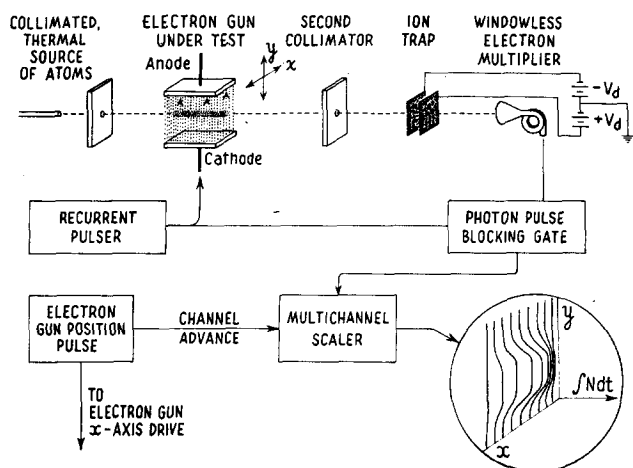 COLLIMATED,
THERMAL
SOURCE
OF ATOMS
ELECTRON GUN
UNDER TEST
Anode
y
x
Cathode
SECOND
COLLIMATOR
ION
TRAP
WINDOWLESS
ELECTRON
MULTIPLIER
-Vd
+Vd
RECURRENT
PULSER
PHOTON PULSE
BLOCKING GATE
ELECTRON
GUN POSITION
PULSE
CHANNEL
ADVANCE
MULTICHANNEL
SCALER
y
∫Ndt
x
TO
ELECTRON GUN
x-AXIS DRIVE